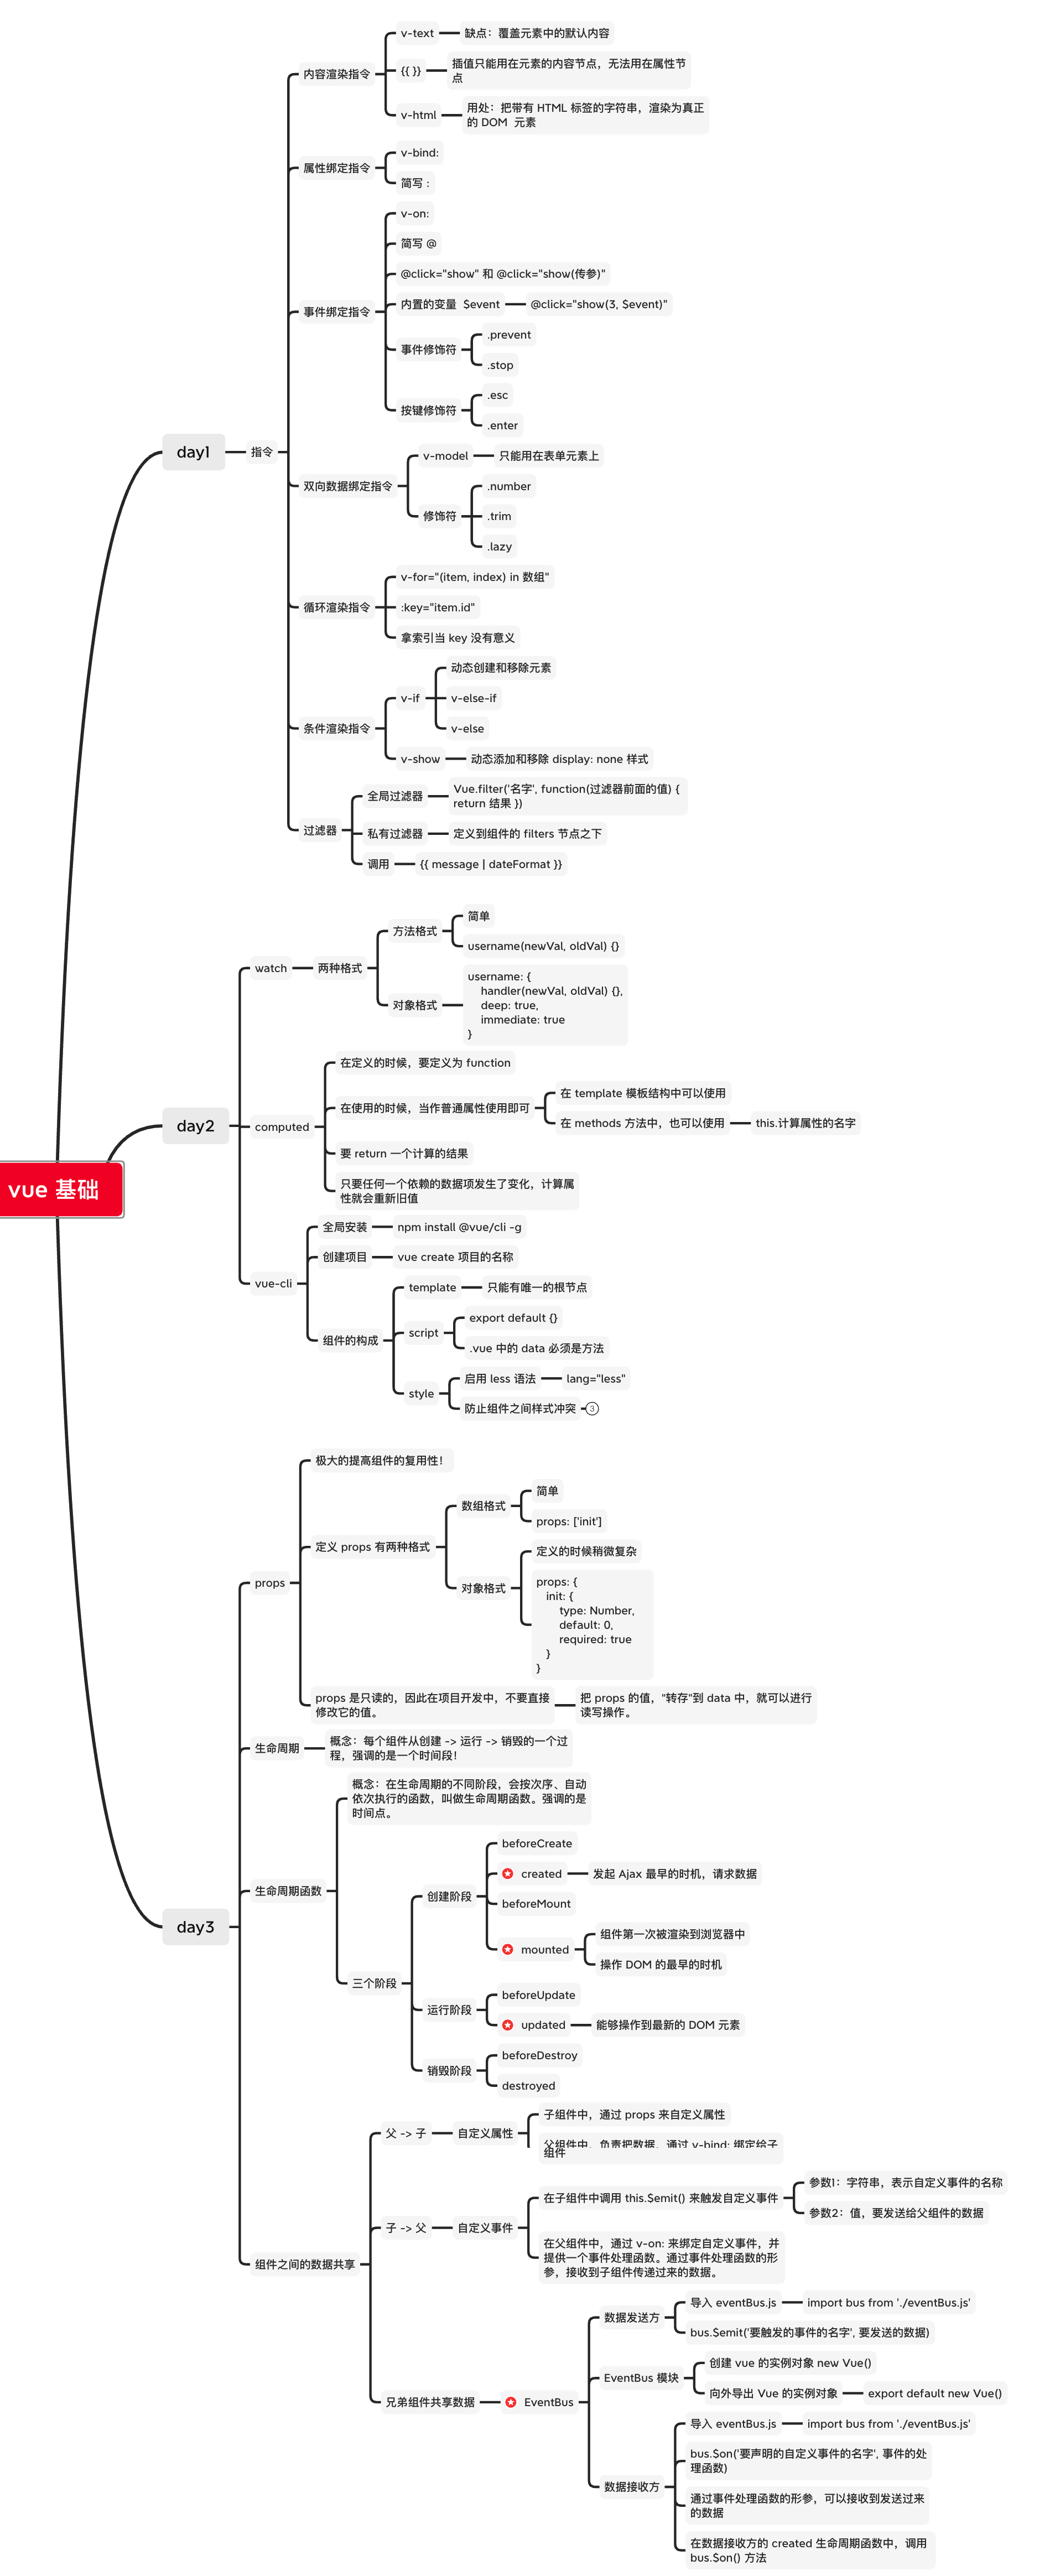 vue 基础
day1
指令
内容渲染指令
v-text
缺点：覆盖元素中的默认内容
{{ }}
插值只能用在元素的内容节点，无法用在属性节
点
v-html
用处：把带有 HTML 标签的字符串，渲染为真正
的 DOM 元素
属性绑定指令
v-bind:
简写 :
事件绑定指令
v-on:
简写 @
@click="show" 和 @click="show(传参)"
内置的变量 $event
@click="show(3, $event)"
事件修饰符
.prevent
.stop
按键修饰符
.esc
.enter
双向数据绑定指令
v-model
只能用在表单元素上
修饰符
.number
.trim
.lazy
循环渲染指令
v-for="(item, index) in 数组"
:key="item.id"
拿索引当 key 没有意义
条件渲染指令
v-if
动态创建和移除元素
v-else-if
v-else
v-show
动态添加和移除 display: none 样式
过滤器
全局过滤器
Vue.filter('名字', function(过滤器前面的值) {
return 结果 })
私有过滤器
定义到组件的 filters 节点之下
调用
{{ message | dateFormat }}
day2
watch
两种格式
方法格式
简单
username(newVal, oldVal) {}
对象格式
username: {
handler(newVal, oldVal) {},
deep: true,
immediate: true
}
computed
在定义的时候，要定义为 function
在使用的时候，当作普通属性使用即可
在 template 模板结构中可以使用
在 methods 方法中，也可以使用
this.计算属性的名字
要 return 一个计算的结果
只要任何一个依赖的数据项发生了变化，计算属
性就会重新旧值
vue-cli
全局安装
npm install @vue/cli -g
创建项目
vue create 项目的名称
组件的构成
template
只能有唯一的根节点
script
export default {}
.vue 中的 data 必须是方法
style
启用 less 语法
lang="less"
防止组件之间样式冲突
3
day3
props
极大的提高组件的复用性！
定义 props 有两种格式
数组格式
简单
props: ['init']
对象格式
定义的时候稍微复杂
props: {
init: {
type: Number,
default: 0,
required: true
}
}
props 是只读的，因此在项目开发中，不要直接
修改它的值。
把 props 的值，"转存"到 data 中，就可以进行
读写操作。
生命周期
概念：每个组件从创建 -> 运行 -> 销毁的一个过
程，强调的是一个时间段！
生命周期函数
概念：在生命周期的不同阶段，会按次序、自动
依次执行的函数，叫做生命周期函数。强调的是
时间点。
三个阶段
创建阶段
beforeCreate
created
发起 Ajax 最早的时机，请求数据
beforeMount
mounted
组件第一次被渲染到浏览器中
操作 DOM 的最早的时机
运行阶段
beforeUpdate
updated
能够操作到最新的 DOM 元素
销毁阶段
beforeDestroy
destroyed
组件之间的数据共享
父 -> 子
自定义属性
子组件中，通过 props 来自定义属性
父组件中，负责把数据，通过 v-bind: 绑定给子
组件
子 -> 父
自定义事件
在子组件中调用 this.$emit() 来触发自定义事件
参数1：字符串，表示自定义事件的名称
参数2：值，要发送给父组件的数据
在父组件中，通过 v-on: 来绑定自定义事件，并
提供一个事件处理函数。通过事件处理函数的形
参，接收到子组件传递过来的数据。
兄弟组件共享数据
EventBus
数据发送方
导入 eventBus.js
import bus from './eventBus.js'
bus.$emit('要触发的事件的名字', 要发送的数据)
EventBus 模块
创建 vue 的实例对象 new Vue()
向外导出 Vue 的实例对象
export default new Vue()
数据接收方
导入 eventBus.js
import bus from './eventBus.js'
bus.$on('要声明的自定义事件的名字', 事件的处
理函数)
通过事件处理函数的形参，可以接收到发送过来
的数据
在数据接收方的 created 生命周期函数中，调用
bus.$on() 方法